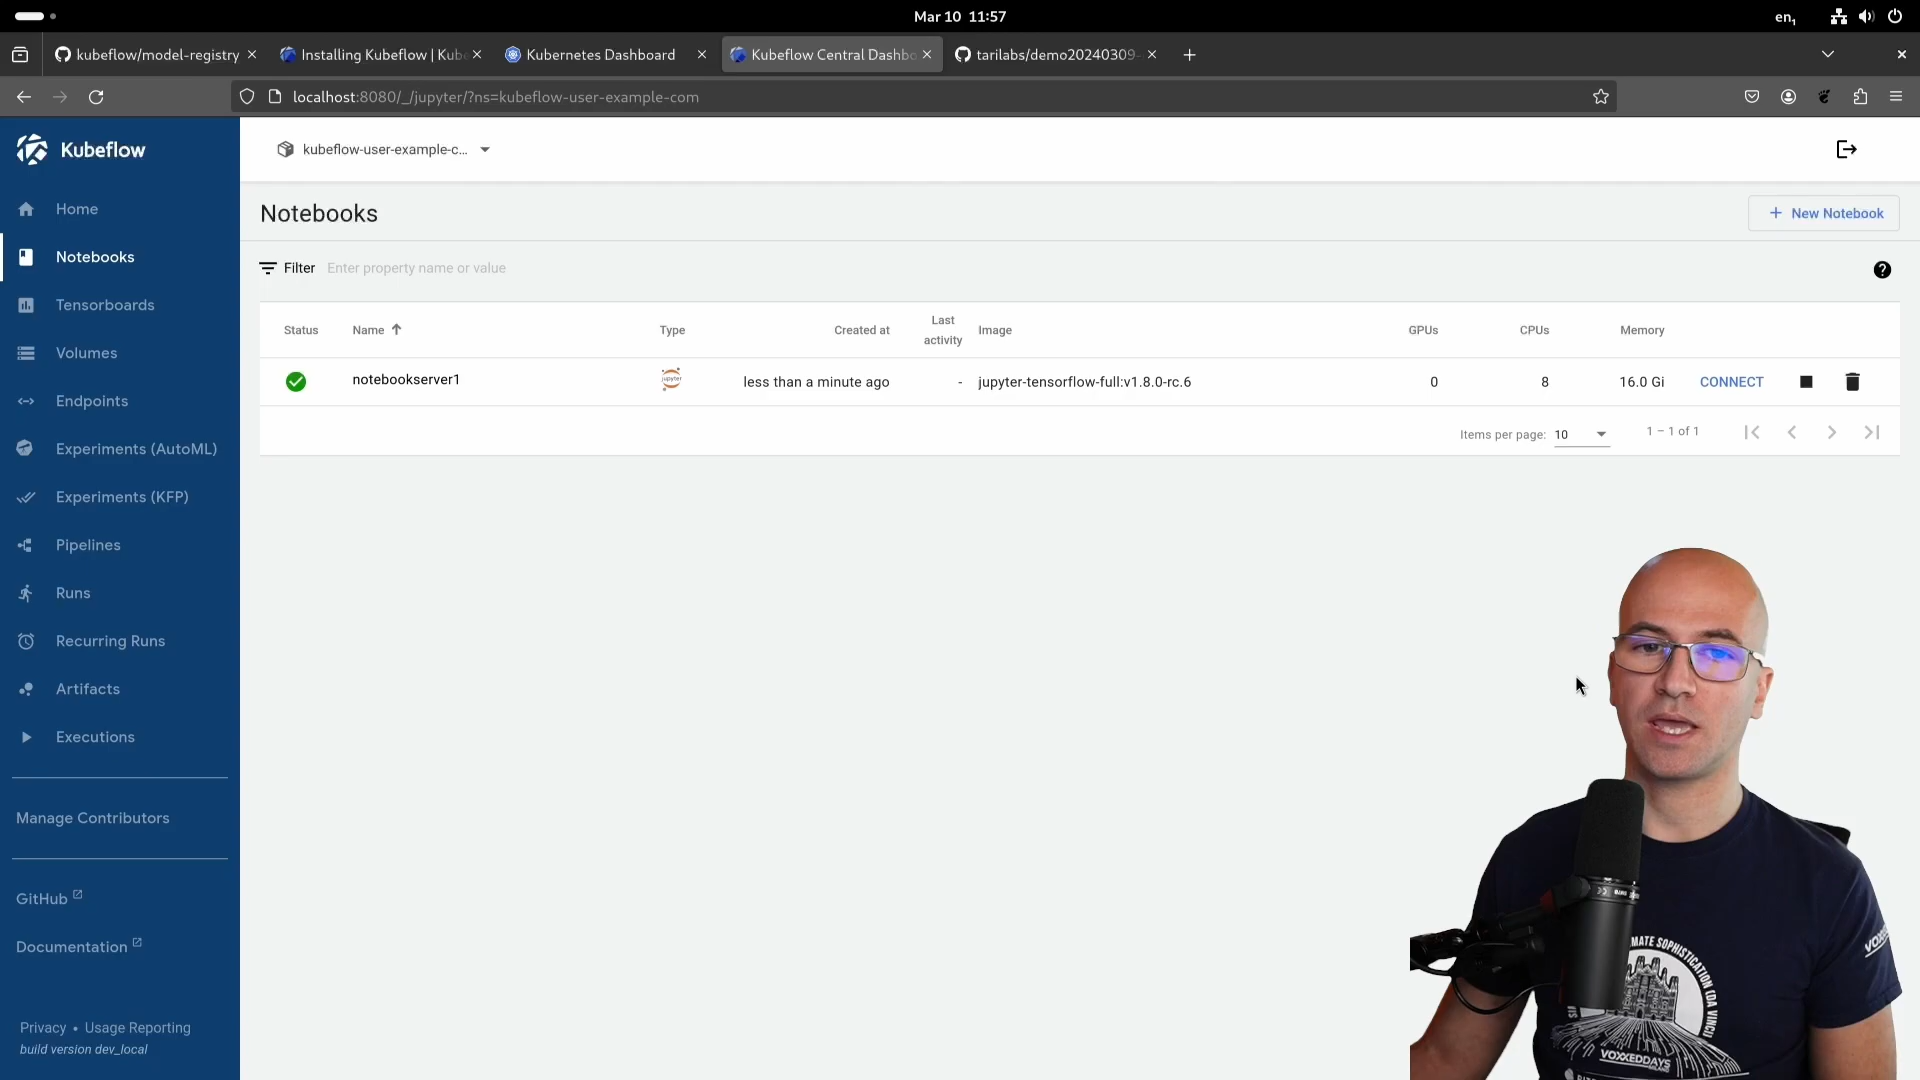 Mar 10 11:57
en1
kubeflow/model-registry
Installing Kubeflow | Kub
Kubernetes Dashboard
Kubeflow Central Dashbo
tarilabs/demo20240309-
localhost:8080/_/jupyter/?ns=kubeflow-user-example-com
Kubeflow
kubeflow-user-example-c...
Home
Notebooks
Tensorboards
Volumes
Endpoints
Experiments (AutoML)
Experiments (KFP)
Pipelines
Runs
Recurring Runs
Artifacts
Executions
Manage Contributors
GitHub
Documentation
Privacy • Usage Reporting
build version dev_local
Notebooks
+ New Notebook
Filter Enter property name or value
Status Name Type Created at Last activity Image GPUs CPUs Memory
notebookserver1 jupyter less than a minute ago - jupyter-tensorflow-full:v1.8.0-rc.6 0 8 16.0 Gi CONNECT
Items per page: 10 1 – 1 of 1
VOXXEDDAYS